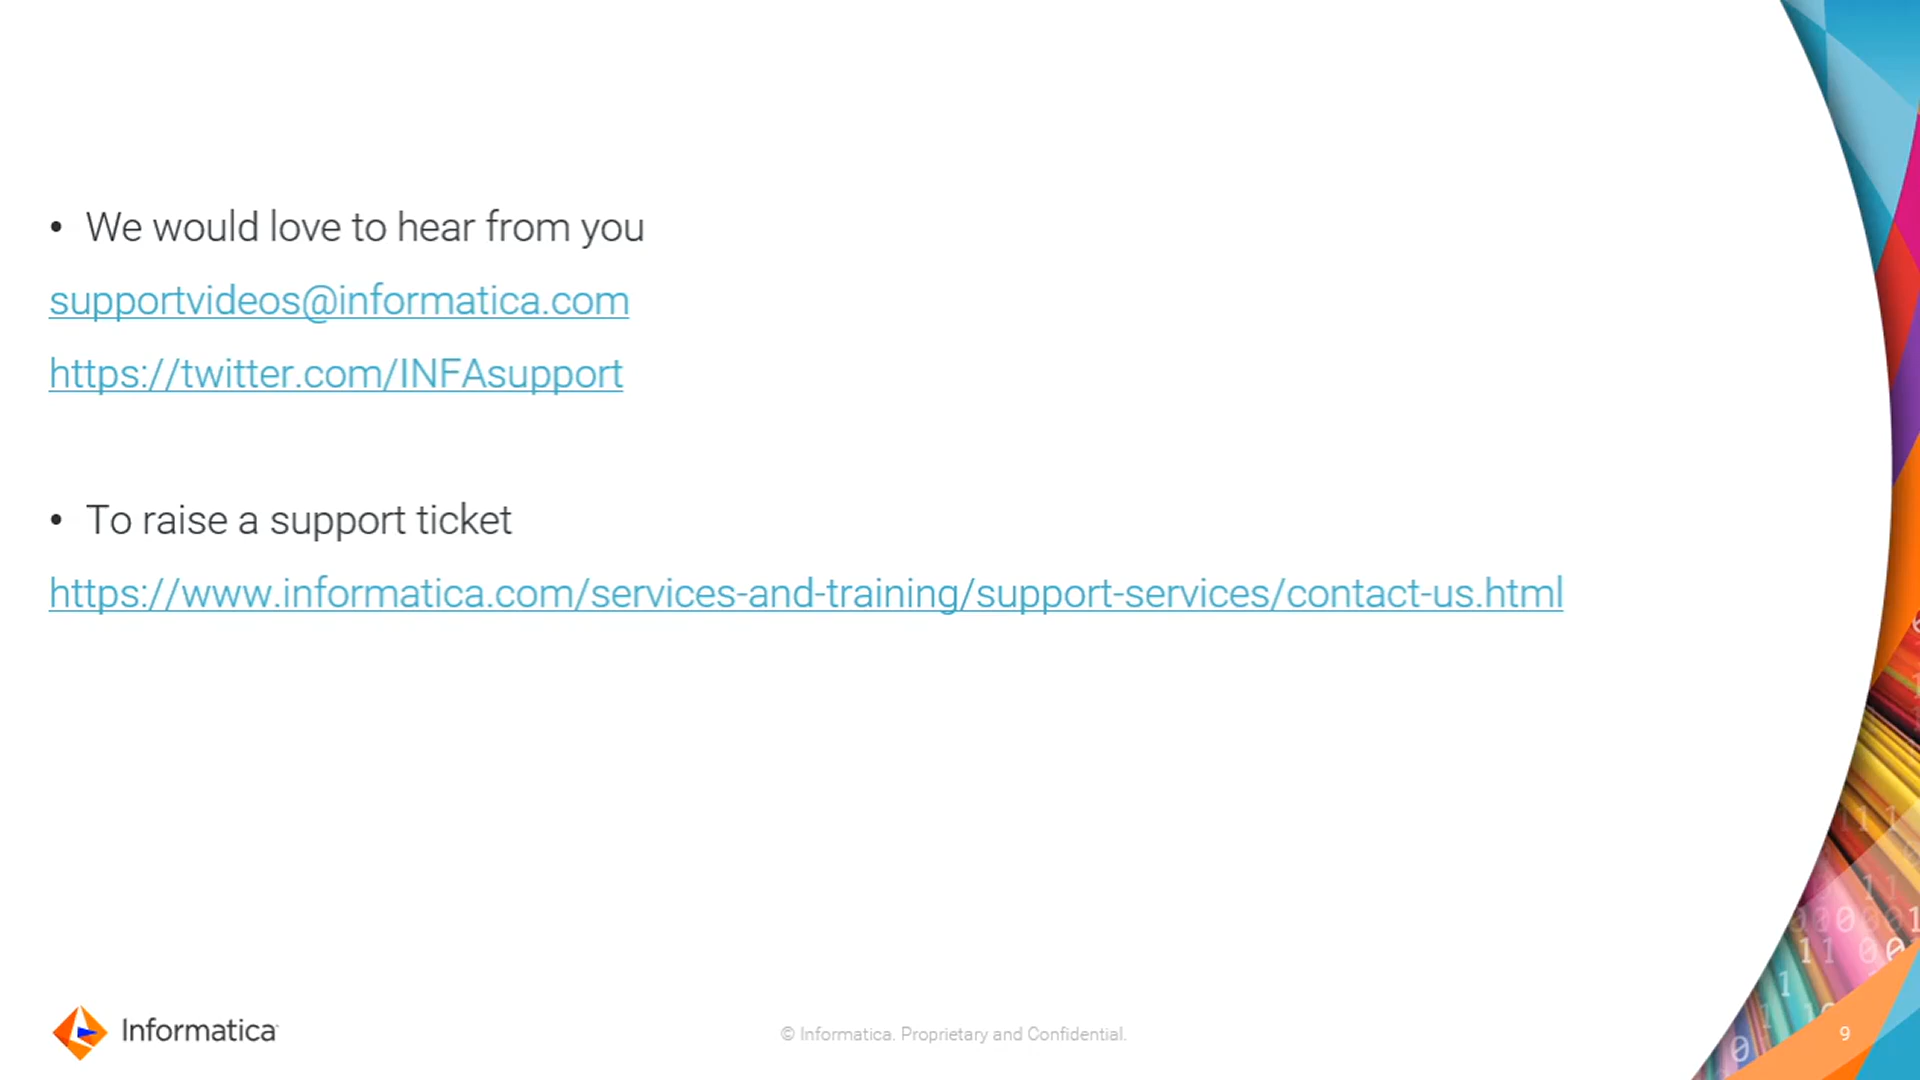 • We would love to hear from you
supportvideos@informatica.com
https://twitter.com/INFAsupport
• To raise a support ticket
https://www.informatica.com/services-and-training/support-services/contact-us.html
Informatica
© Informatica. Proprietary and Confidential.
9